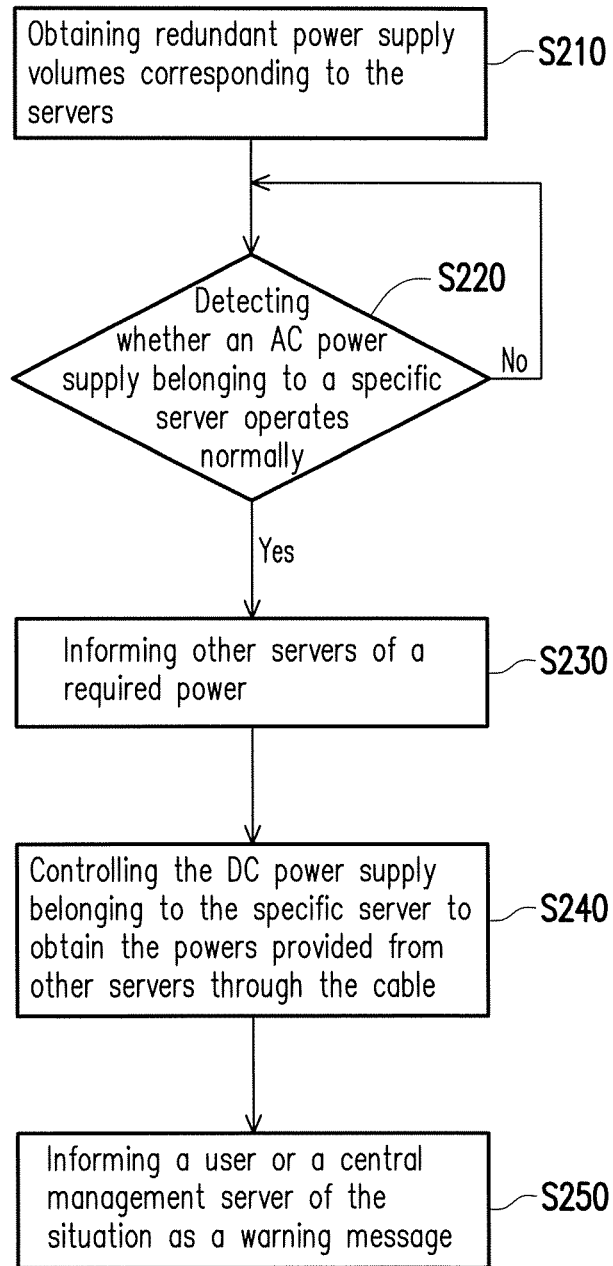 Obtaining redundant power supply
volumes corresponding to the
servers
S210
Detecting
whether an AC power
supply belonging to a specific
server operates
normally
S220
No
Yes
Informing other servers of a
required power
S230
Controlling the DC power supply
belonging to the specific server to
obtain the powers provided from
other servers through the cable
S240
Informing a user or a central
management server of the
situation as a warning message
S250